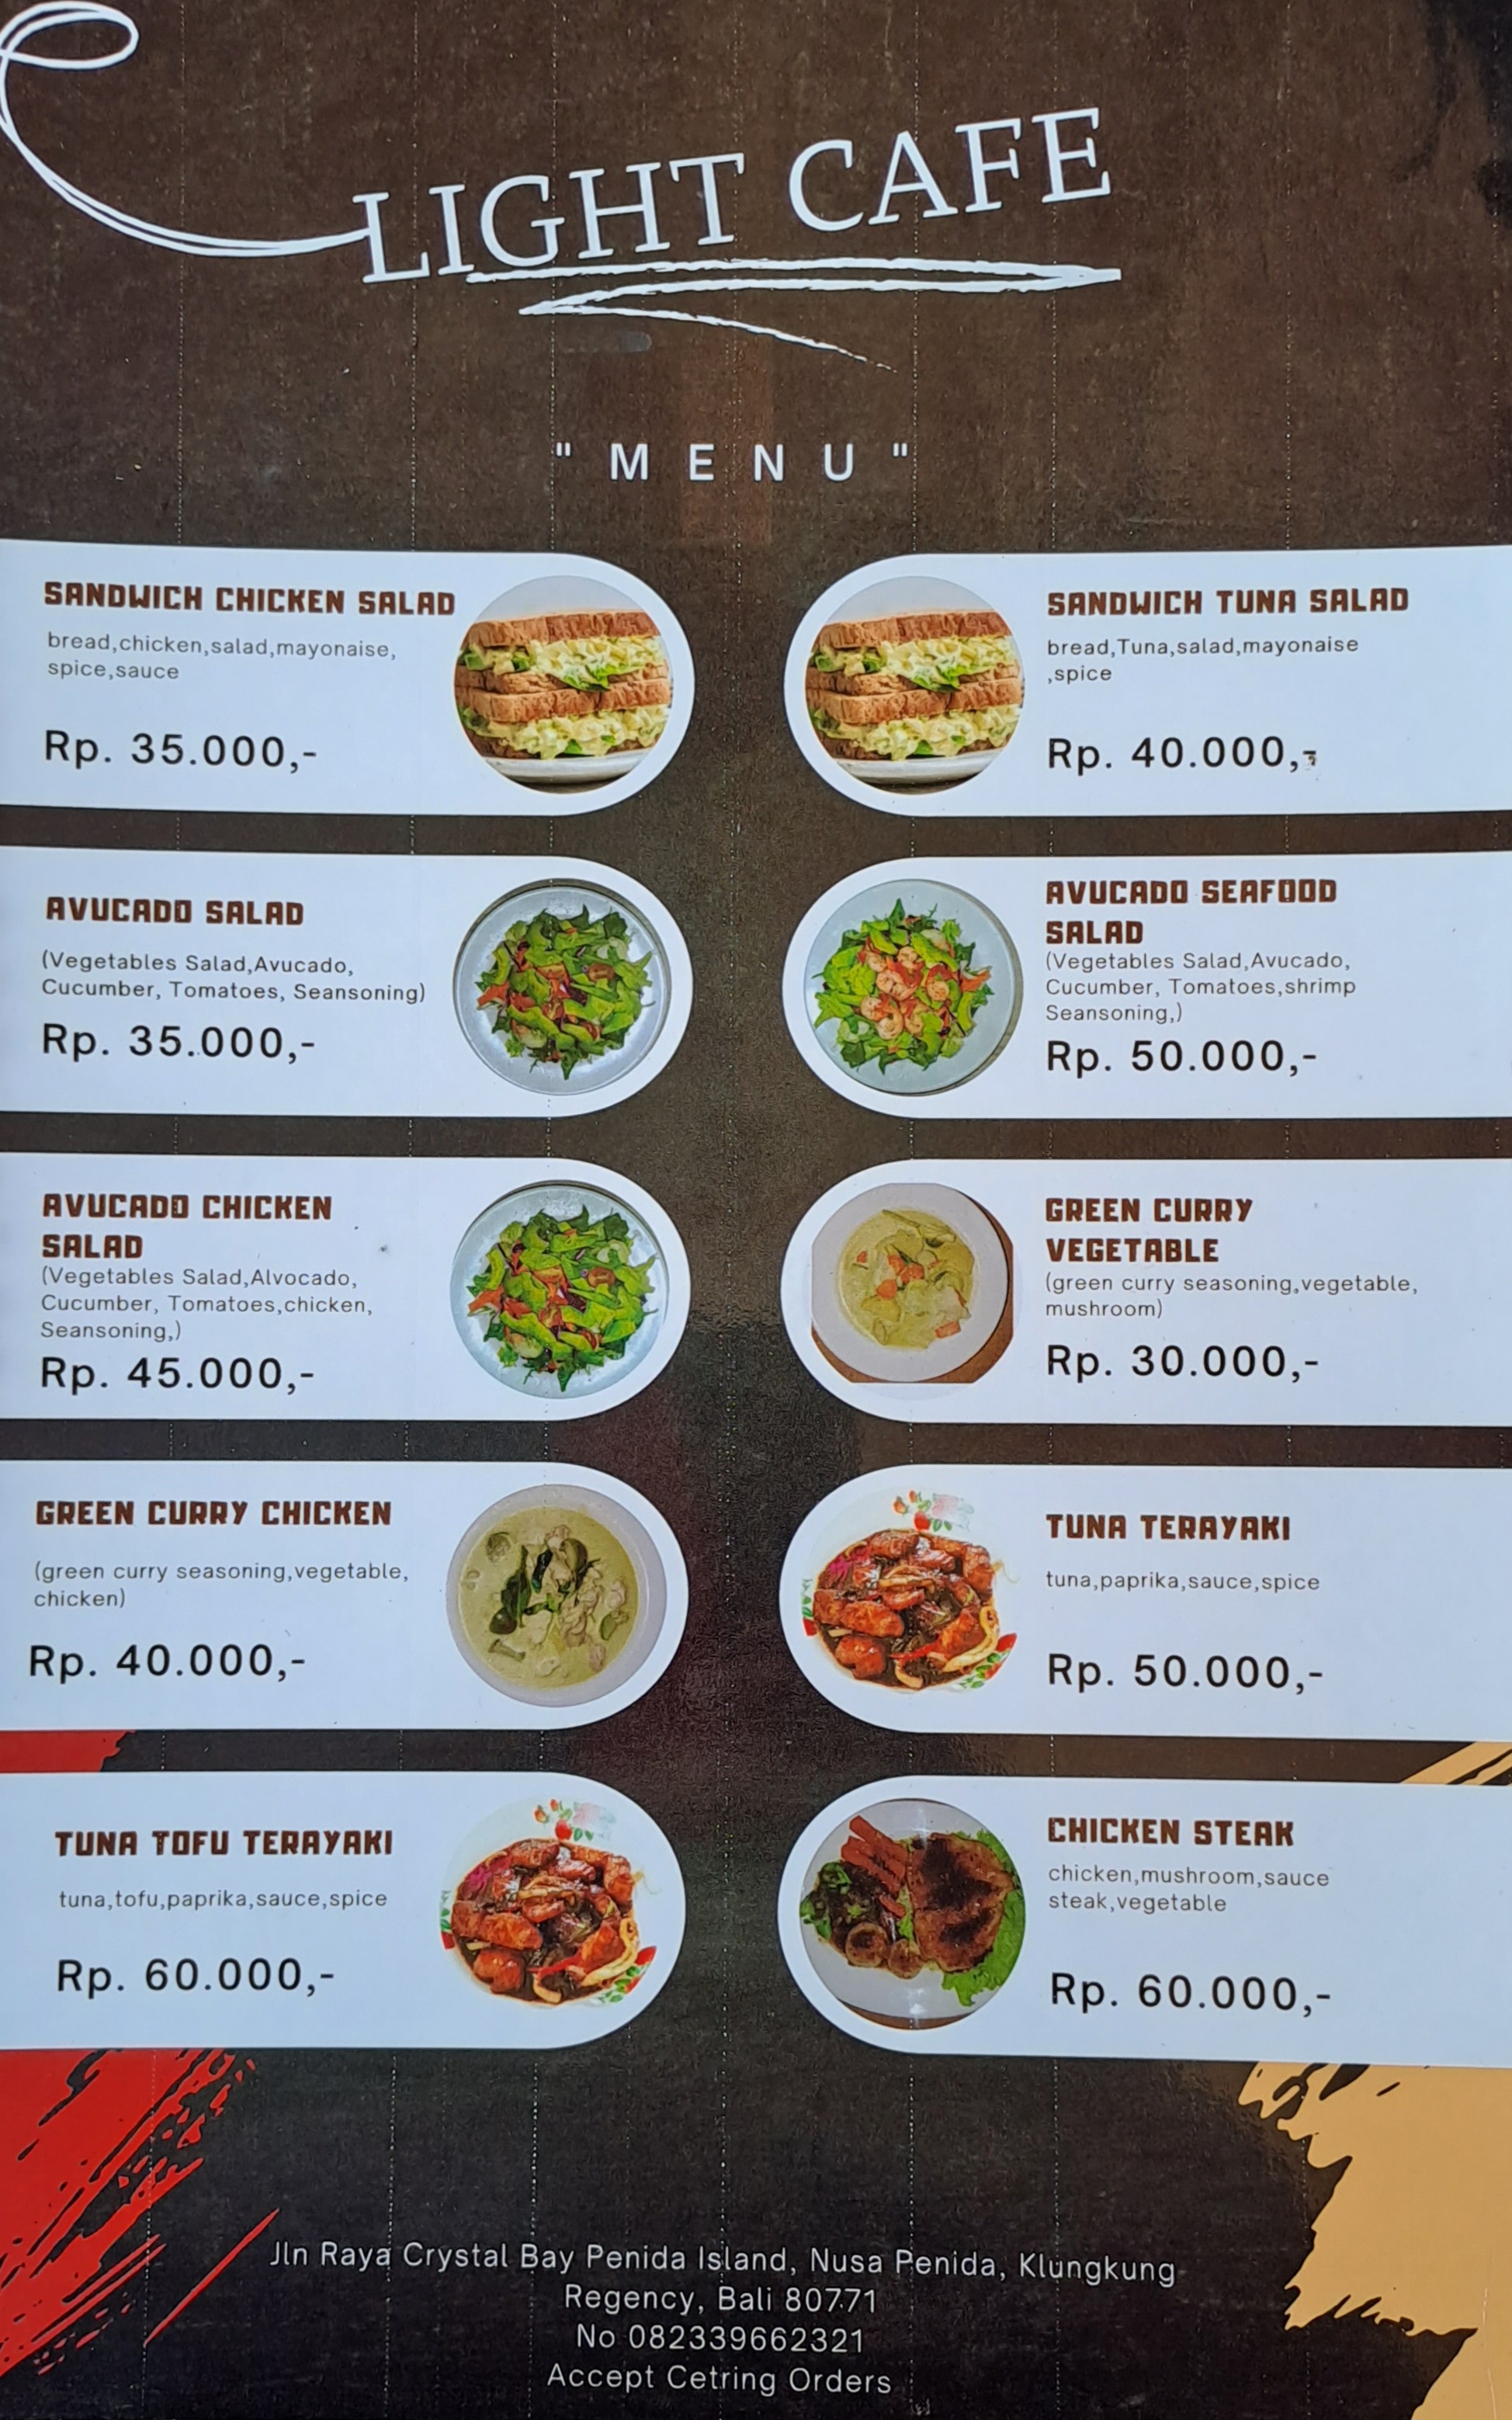 LIGHT CAFE
" M E N U "
SANDWICH CHICKEN SALAD
bread,chicken,salad,mayonaise,
spice,sauce
Rp. 35.000,-
SANDWICH TUNA SALAD
bread,Tuna,salad,mayonaise
,spice
Rp. 40.000,-
AVUCADO SALAD
(Vegetables Salad,Avucado,
Cucumber, Tomatoes, Seansoning)
Rp. 35.000,-
AVUCADO SEAFOOD
SALAD
(Vegetables Salad,Avucado,
Cucumber, Tomatoes,shrimp
Seansoning,)
Rp. 50.000,-
AVUCADO CHICKEN
SALAD
(Vegetables Salad,Alvocado,
Cucumber, Tomatoes,chicken,
Seansoning,)
Rp. 45.000,-
GREEN CURRY
VEGETABLE
(green curry seasoning,vegetable,
mushroom)
Rp. 30.000,-
GREEN CURRY CHICKEN
(green curry seasoning,vegetable,
chicken)
Rp. 40.000,-
TUNA TERAYAKI
tuna,paprika,sauce,spice
Rp. 50.000,-
TUNA TOFU TERAYAKI
tuna,tofu,paprika,sauce,spice
Rp. 60.000,-
CHICKEN STEAK
chicken,mushroom,sauce
steak,vegetable
Rp. 60.000,-
Jln Raya Crystal Bay Penida Island, Nusa Penida, Klungkung
Regency, Bali 80771
No 082339662321
Accept Cetring Orders